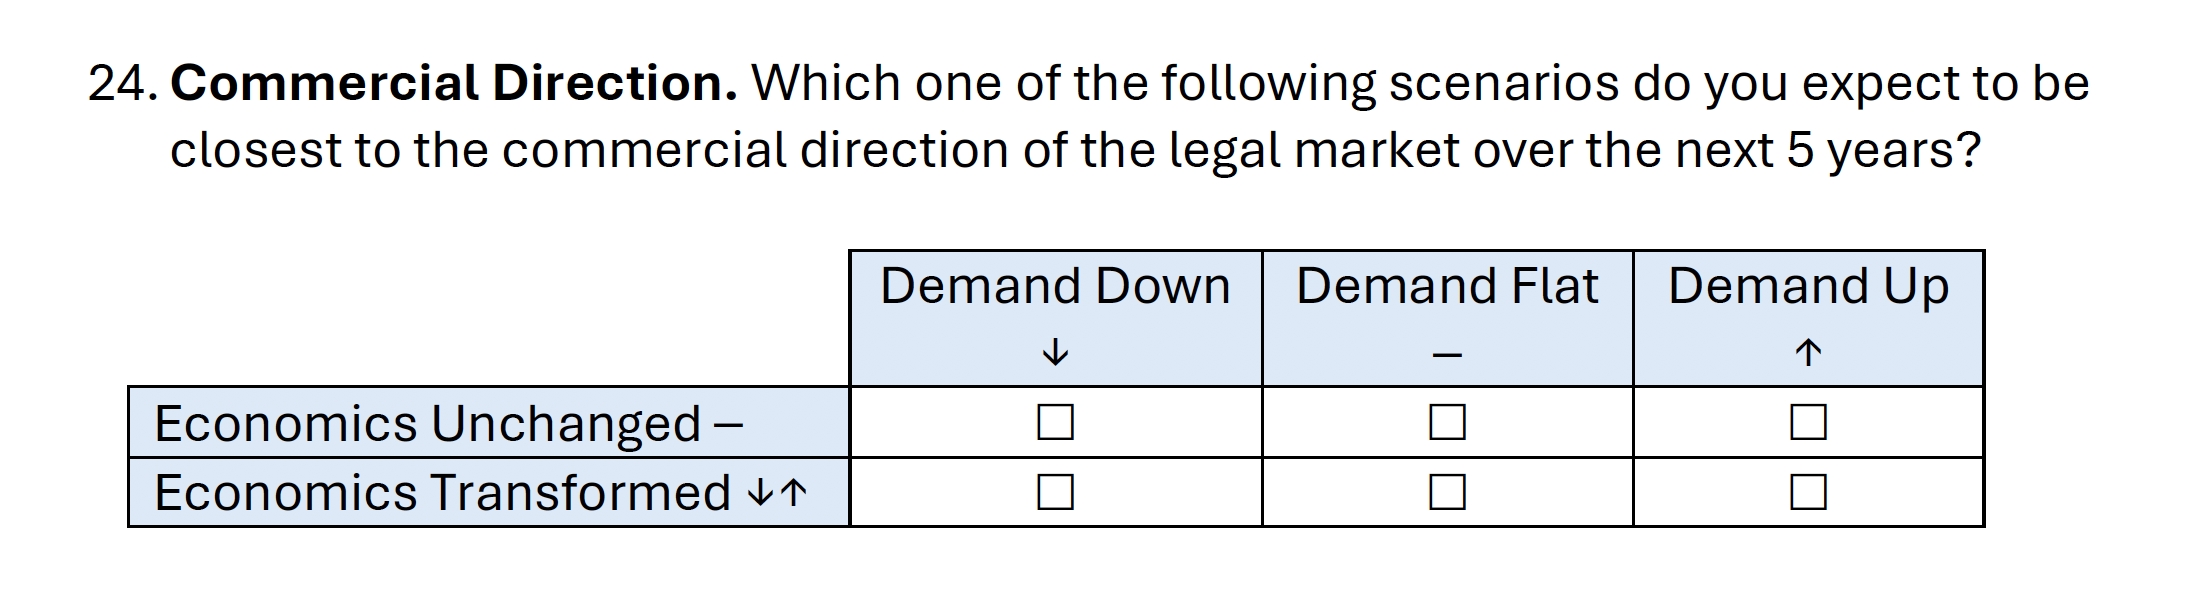 24. Commercial Direction. Which one of the following scenarios do you expect to be
closest to the commercial direction of the legal market over the next 5 years?
Demand Down Demand Flat Demand Up
↓ – ↑
Economics Unchanged – ☐ ☐ ☐
Economics Transformed ↓↑ ☐ ☐ ☐